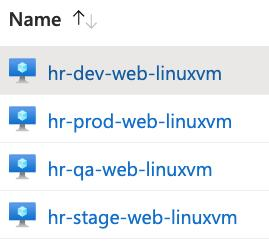 Name ↑↓
hr-dev-web-linuxvm
hr-prod-web-linuxvm
hr-qa-web-linuxvm
hr-stage-web-linuxvm